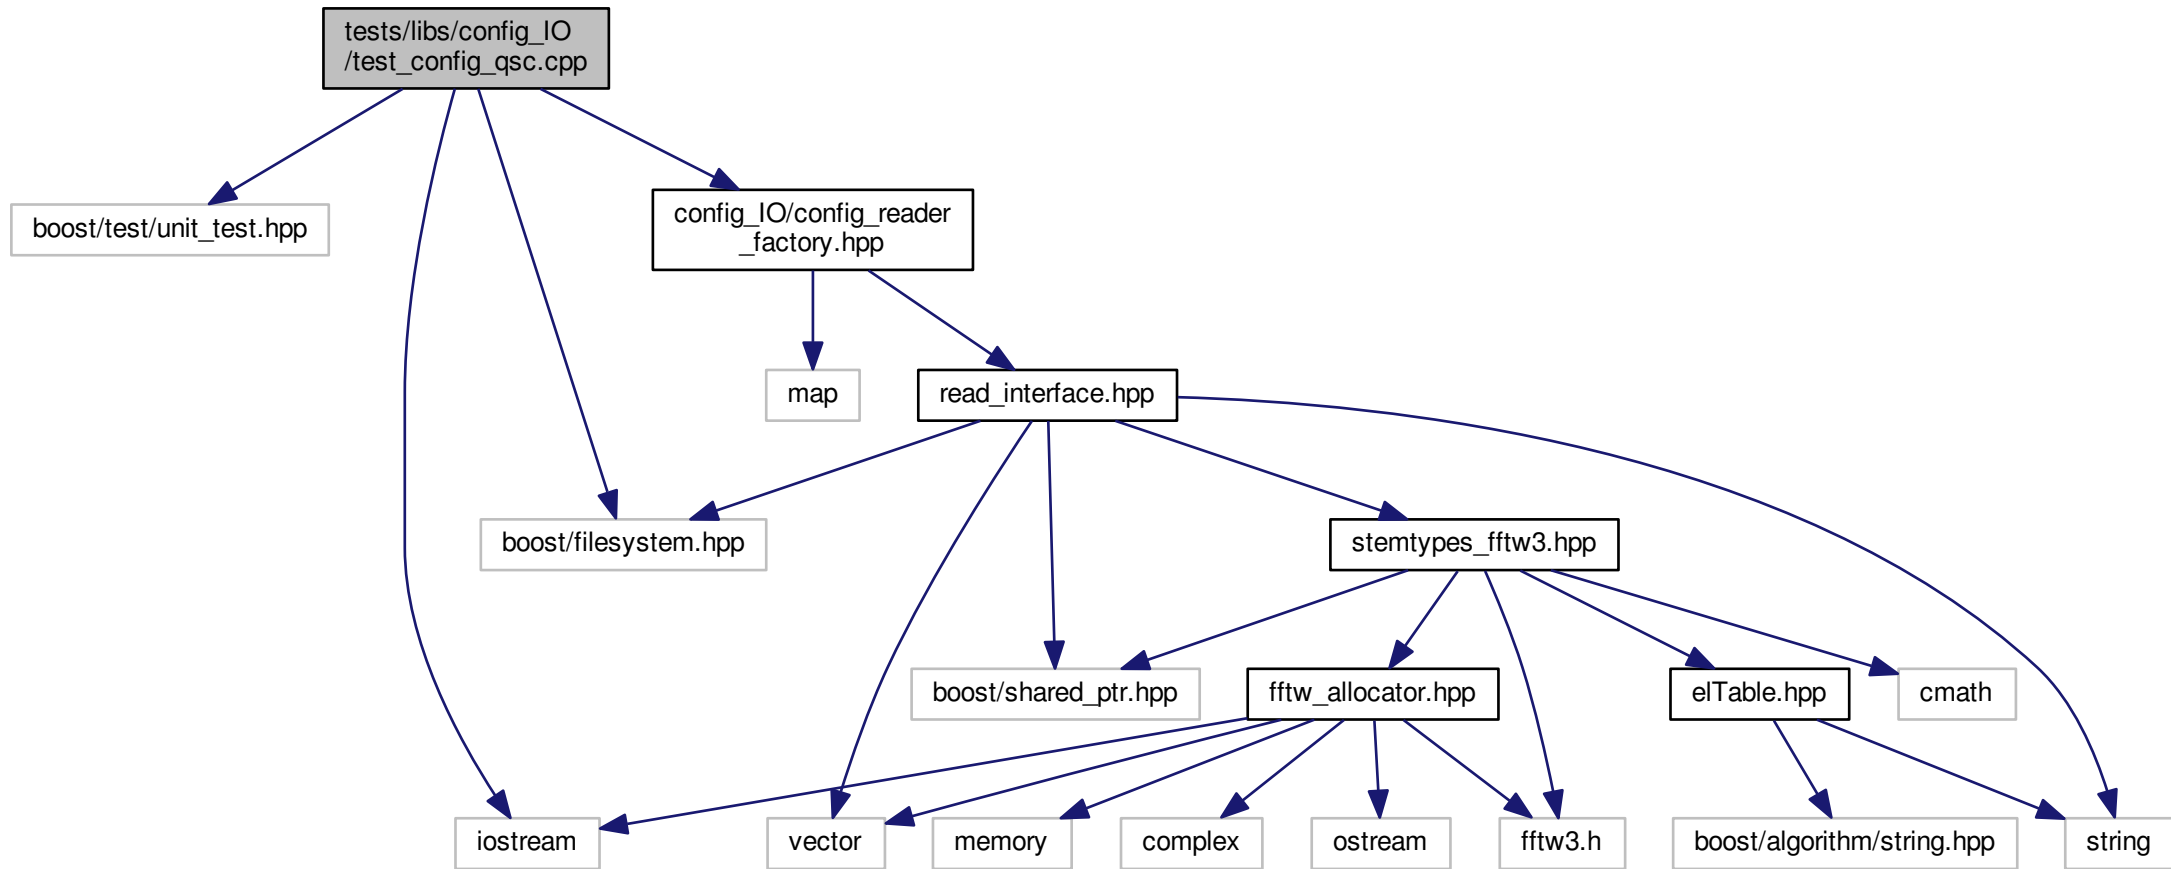 tests/libs/config_IO
/test_config_qsc.cpp
boost/test/unit_test.hpp
config_IO/config_reader
_factory.hpp
map
read_interface.hpp
boost/filesystem.hpp
stemtypes_fftw3.hpp
boost/shared_ptr.hpp
fftw_allocator.hpp
elTable.hpp
cmath
iostream
vector
memory
complex
ostream
fftw3.h
boost/algorithm/string.hpp
string